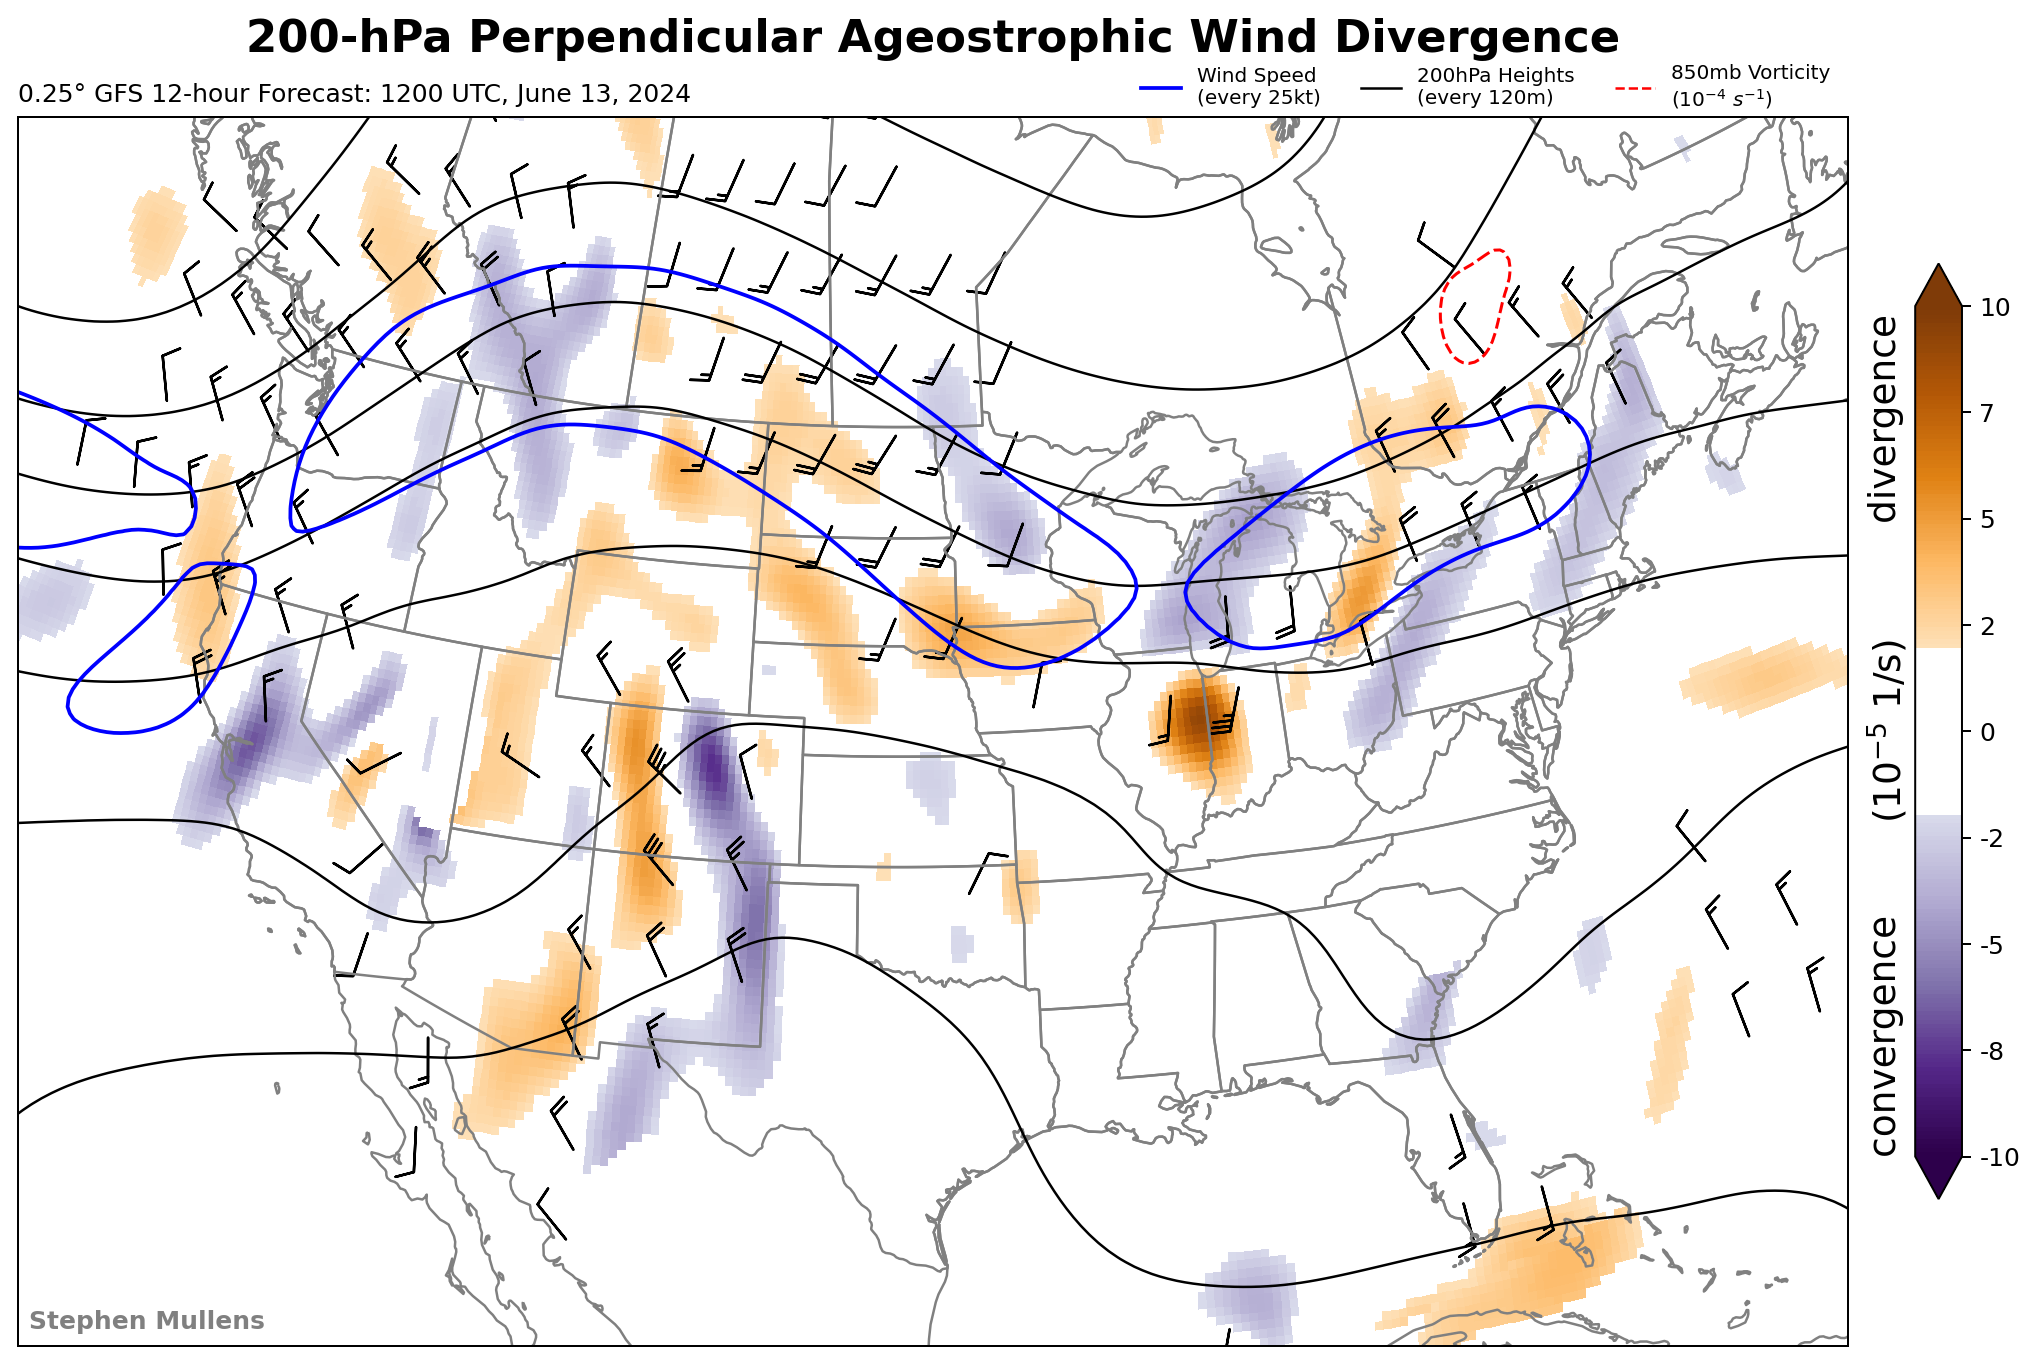 200-hPa Perpendicular Ageostrophic Wind Divergence
0.25° GFS 12-hour Forecast: 1200 UTC, June 13, 2024
Wind Speed
(every 25kt)
200hPa Heights
(every 120m)
850mb Vorticity
(10⁻⁴ s⁻¹)
10
7
5
2
0
-2
-5
-8
-10
convergence (10⁻⁵ 1/s) divergence
Stephen Mullens